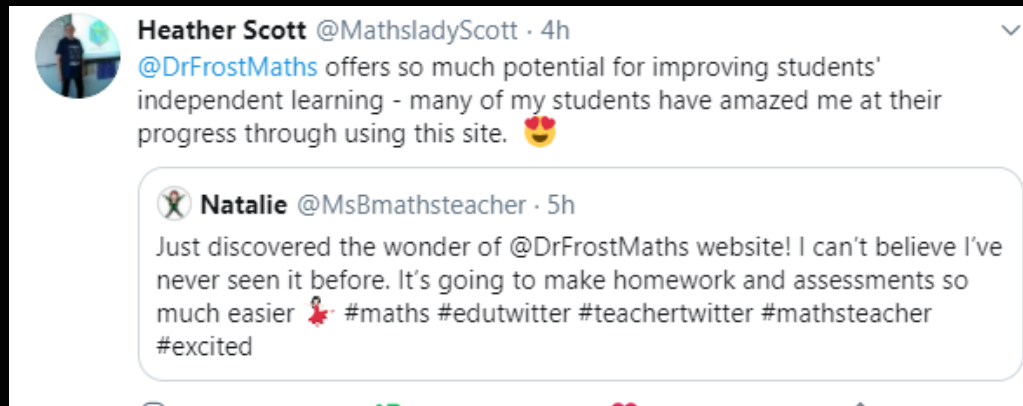 Heather Scott @MathsladyScott · 4h
@DrFrostMaths offers so much potential for improving students'
independent learning - many of my students have amazed me at their
progress through using this site. 😍
Natalie @MsBmathsteacher · 5h
Just discovered the wonder of @DrFrostMaths website! I can't believe I've
never seen it before. It's going to make homework and assessments so
much easier 💃 #maths #edutwitter #teachertwitter #mathsteacher
#excited